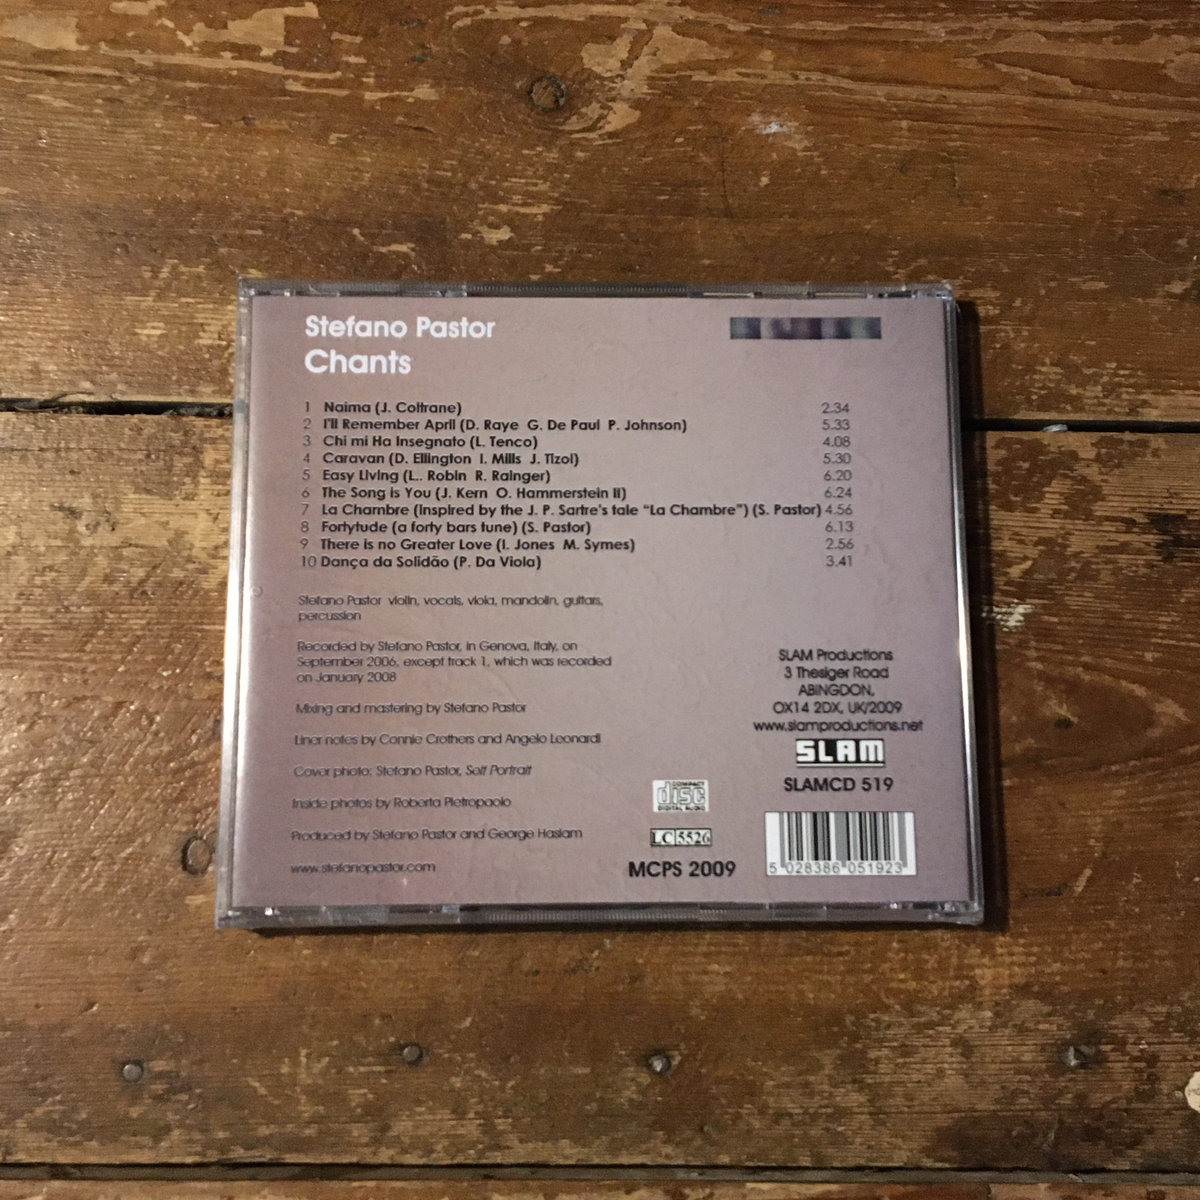 Stefano Pastor
Chants
1 Naima (J. Coltrane) 2.34
2 I'll Remember April (D. Raye G. De Paul P. Johnson) 5.33
3 Chi mi Ha Insegnato (L. Tenco) 4.08
4 Caravan (D. Ellington I. Mills J. Tizol) 5.30
5 Easy Living (L.. Robin R. Rainger) 6.20
6 The Song is You (J. Kern O. Hammerstein II) 6.24
7 La Chambre (inspired by the J. P. Sartre's tale "La Chambre") (S. Pastor) 4.56
8 Fortytude (a forty bars tune) (S. Pastor) 6.13
9 There is no Greater Love (I. Jones M. Symes) 2.56
10 Dança da Solidão (P. Da Viola) 3.41
Stefano Pastor violin, vocals, viola, mandolin, guitars,
percussion
Recorded by Stefano Pastor, in Genova, Italy, on
September 2006, except track 1, which was recorded
on January 2008
Mixing and mastering by Stefano Pastor
Liner notes by Connie Crothers and Angelo Leonardi
Cover photo: Stefano Pastor, Self Portrait
Inside photos by Roberta Pietropaolo
Produced by Stefano Pastor and George Haslam
www.stefanopastor.com
COMPACT
disc
DIGITAL AUDIO
LC 5526
MCPS 2009
SLAM Productions
3 Thesiger Road
ABINGDON,
OX14 2DX, UK/2009
www.slamproductions.net
SLAM
SLAMCD 519
5 028386 051923